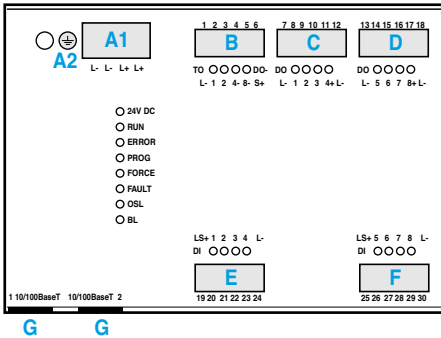 1 2 3 4 5 6 7 8 9 10 11 12 13 14 15 16 17 18
A1 B C D
A2
L- L- L+ L+
TO DO- DO DO
L- 1 2 4- 8- S+ L- 1 2 3 4+ L- L- 5 6 7 8+ L-
24V DC
RUN
ERROR
PROG
FORCE
FAULT
OSL
BL
LS+ 1 2 3 4 L- LS+ 5 6 7 8 L-
DI DI
E F
1 10/100BaseT 10/100BaseT 2 19 20 21 22 23 24 25 26 27 28 29 30
G G